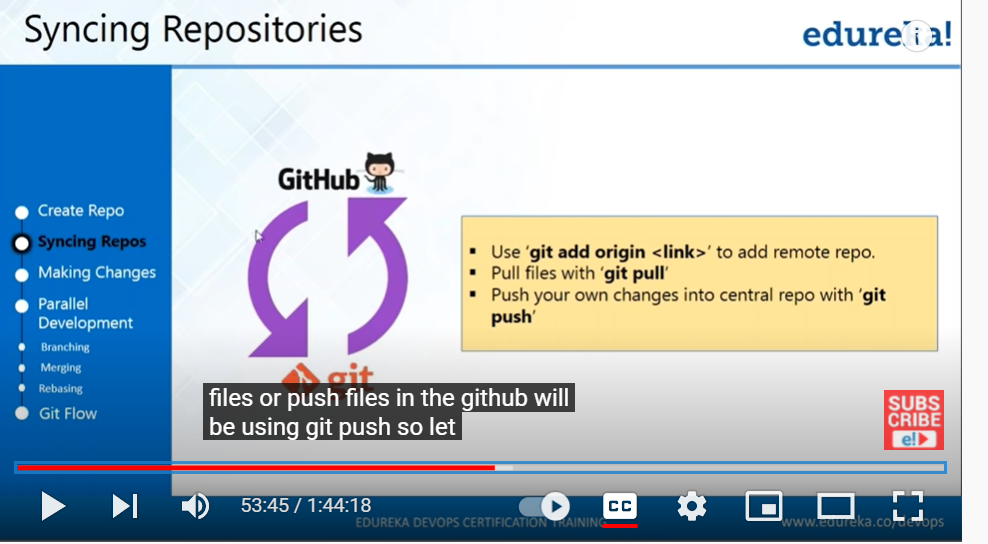 Syncing Repositories
edureka!
Create Repo
Syncing Repos
Making Changes
Parallel
Development
Branching
Merging
Rebasing
Git Flow
GitHub
git
Use ‘git add origin <link>’ to add remote repo.
Pull files with ‘git pull’
Push your own changes into central repo with ‘git
push’
files or push files in the github will
be using git push so let
SUBS
CRIBE
e!
53:45 / 1:44:18
CC
EDUREKA DEVOPS CERTIFICATION TRAINING
www.edureka.co/devops